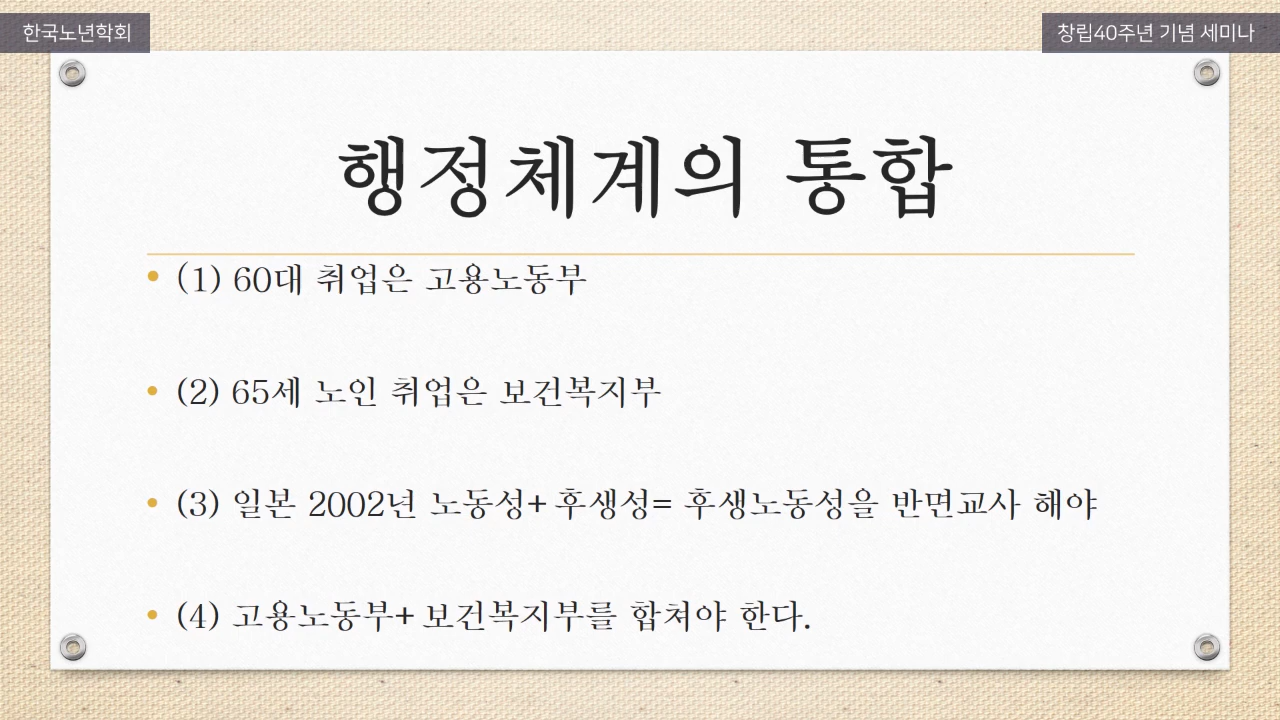 한국노년학회
창립40주년 기념 세미나
행정체계의 통합
• (1) 60대 취업은 고용노동부
• (2) 65세 노인 취업은 보건복지부
• (3) 일본 2002년 노동성+ 후생성= 후생노동성을 반면교사 해야
• (4) 고용노동부+ 보건복지부를 합쳐야 한다.